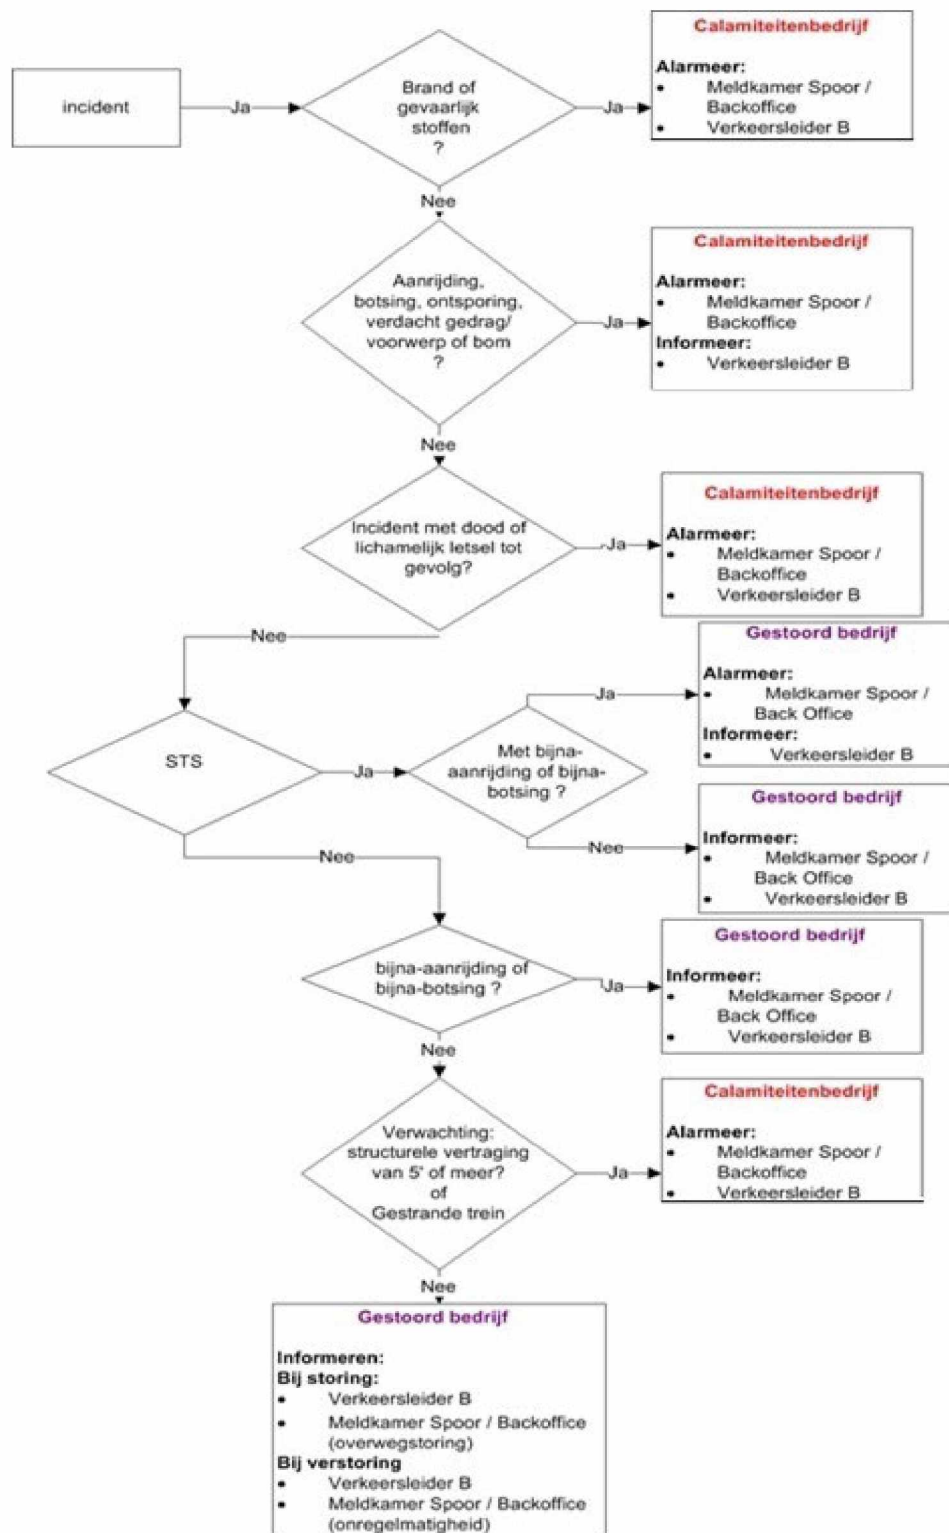 incident
Ja
Brand of
gevaarlijk
stoffen
?
Ja
Calamiteitenbedrijf
Alarmeer:
• Meldkamer Spoor /
Backoffice
• Verkeersleider B
Nee
Aanrijding,
botsing, ontsporing,
verdacht gedrag/
voorwerp of bom
?
Ja
Calamiteitenbedrijf
Alarmeer:
• Meldkamer Spoor /
Backoffice
Informeer:
• Verkeersleider B
Nee
Incident met dood of
lichamelijk letsel tot
gevolg?
Ja
Calamiteitenbedrijf
Alarmeer:
• Meldkamer Spoor /
Backoffice
• Verkeersleider B
Nee
STS
Ja
Met bijna-
aanrijding of bijna-
botsing ?
Ja
Gestoord bedrijf
Alarmeer:
• Meldkamer Spoor /
Back Office
Informeer:
• Verkeersleider B
Nee
Gestoord bedrijf
Informeer:
• Meldkamer Spoor /
Back Office
• Verkeersleider B
Nee
bijna-aanrijding of
bijna-botsing ?
Ja
Gestoord bedrijf
Informeer:
• Meldkamer Spoor /
Back Office
• Verkeersleider B
Nee
Verwachting:
structurele vertraging
van 5' of meer?
of
Gestrande trein
Ja
Calamiteitenbedrijf
Alarmeer:
• Meldkamer Spoor /
Backoffice
• Verkeersleider B
Nee
Gestoord bedrijf
Informeren:
Bij storing:
• Verkeersleider B
• Meldkamer Spoor / Backoffice
(overwegstoring)
Bij verstoring
• Verkeersleider B
• Meldkamer Spoor / Backoffice
(onregelmatigheid)